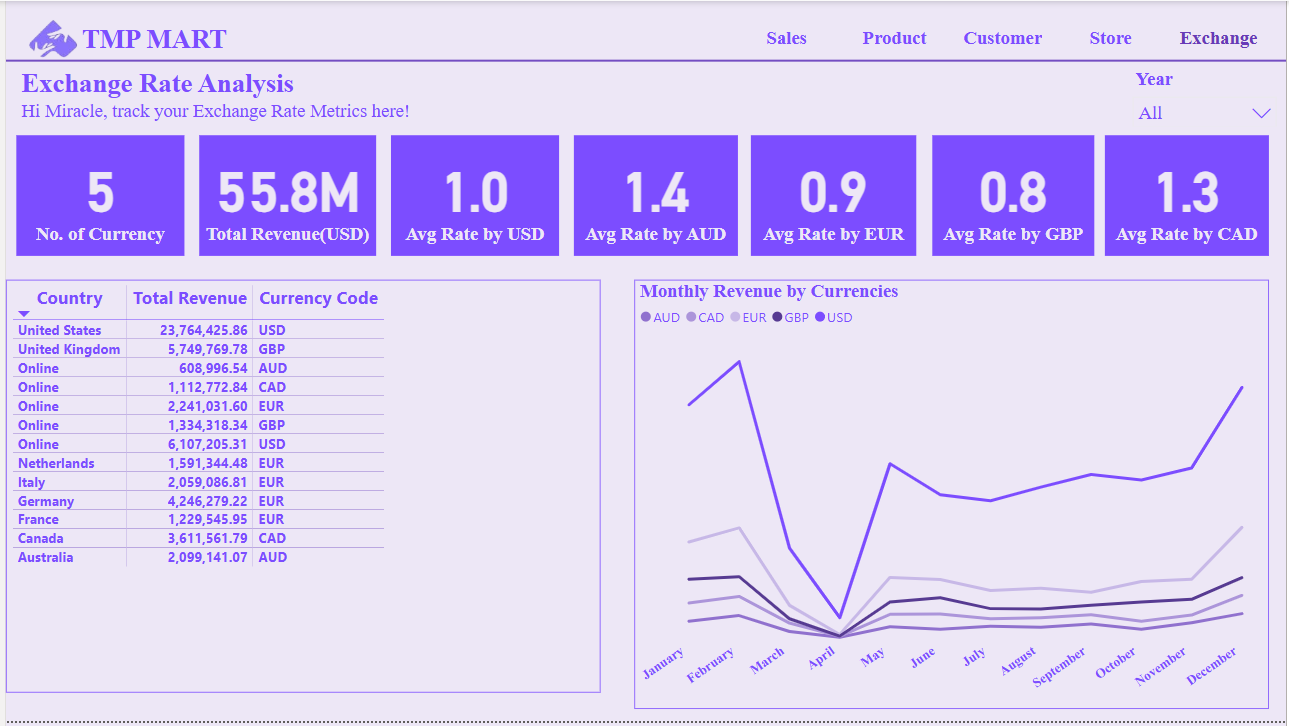 TMP MART
Sales Product Customer Store Exchange
Exchange Rate Analysis
Hi Miracle, track your Exchange Rate Metrics here!
Year
All
5
No. of Currency
55.8M
Total Revenue(USD)
1.0
Avg Rate by USD
1.4
Avg Rate by AUD
0.9
Avg Rate by EUR
0.8
Avg Rate by GBP
1.3
Avg Rate by CAD
Country Total Revenue Currency Code
United States 23,764,425.86 USD
United Kingdom 5,749,769.78 GBP
Online 608,996.54 AUD
Online 1,112,772.84 CAD
Online 2,241,031.60 EUR
Online 1,334,318.34 GBP
Online 6,107,205.31 USD
Netherlands 1,591,344.48 EUR
Italy 2,059,086.81 EUR
Germany 4,246,279.22 EUR
France 1,229,545.95 EUR
Canada 3,611,561.79 CAD
Australia 2,099,141.07 AUD
Monthly Revenue by Currencies
AUD CAD EUR GBP USD
January February March April May June July August September October November December